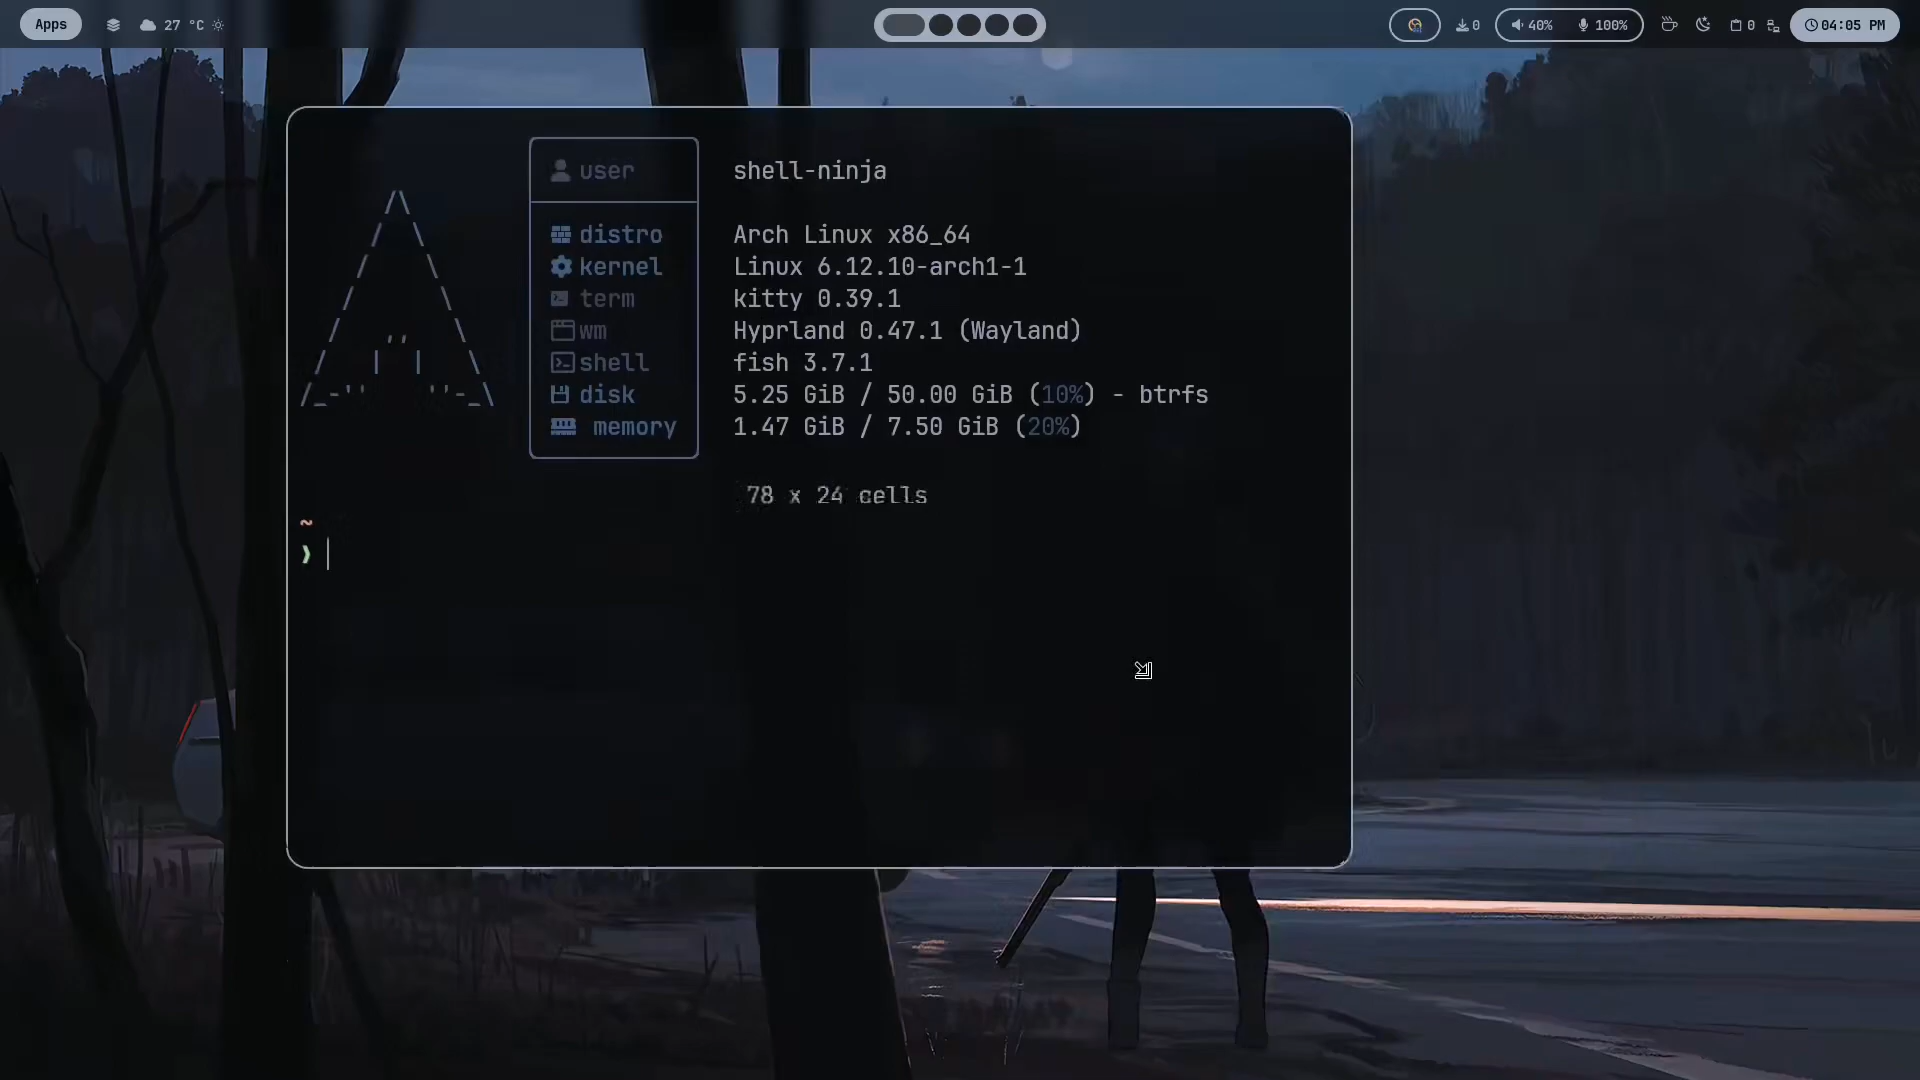 Apps 27 °C 0 40% 100% 0 04:05 PM
user shell-ninja
distro Arch Linux x86_64
kernel Linux 6.12.10-arch1-1
term kitty 0.39.1
wm Hyprland 0.47.1 (Wayland)
shell fish 3.7.1
disk 5.25 GiB / 50.00 GiB (10%) - btrfs
memory 1.47 GiB / 7.50 GiB (20%)
78 x 24 cells
~
❯